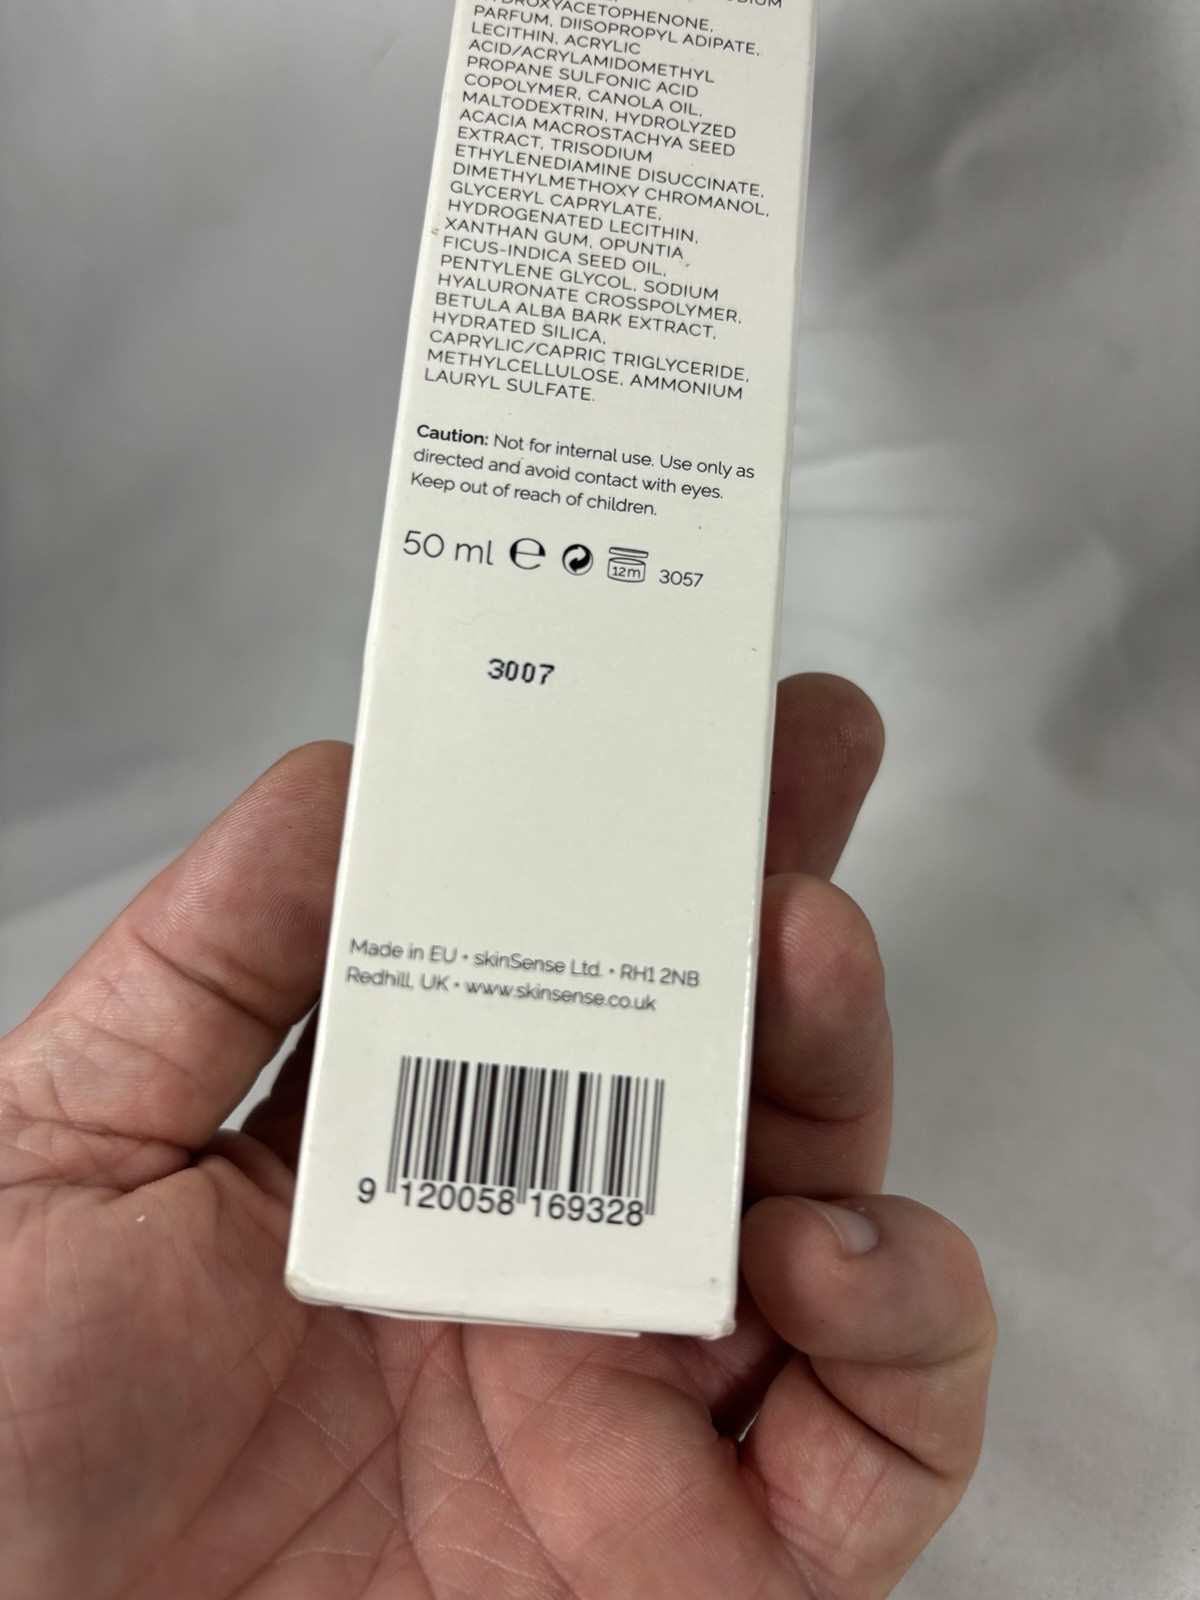 HYDROXYACETOPHENONE,
PARFUM, DIISOPROPYL ADIPATE,
LECITHIN, ACRYLIC
ACID/ACRYLAMIDOMETHYL
PROPANE SULFONIC ACID
COPOLYMER, CANOLA OIL,
MALTODEXTRIN, HYDROLYZED
ACACIA MACROSTACHYA SEED
EXTRACT, TRISODIUM
ETHYLENEDIAMINE DISUCCINATE,
DIMETHYLMETHOXY CHROMANOL,
GLYCERYL CAPRYLATE,
HYDROGENATED LECITHIN,
XANTHAN GUM, OPUNTIA
FICUS-INDICA SEED OIL,
PENTYLENE GLYCOL, SODIUM
HYALURONATE CROSSPOLYMER,
BETULA ALBA BARK EXTRACT,
HYDRATED SILICA,
CAPRYLIC/CAPRIC TRIGLYCERIDE,
METHYLCELLULOSE, AMMONIUM
LAURYL SULFATE.
Caution: Not for internal use. Use only as
directed and avoid contact with eyes.
Keep out of reach of children.
50 ml e 12m 3057
3007
Made in EU • skinSense Ltd. • RH1 2NB
Redhill, UK • www.skinsense.co.uk
9 120058 169328